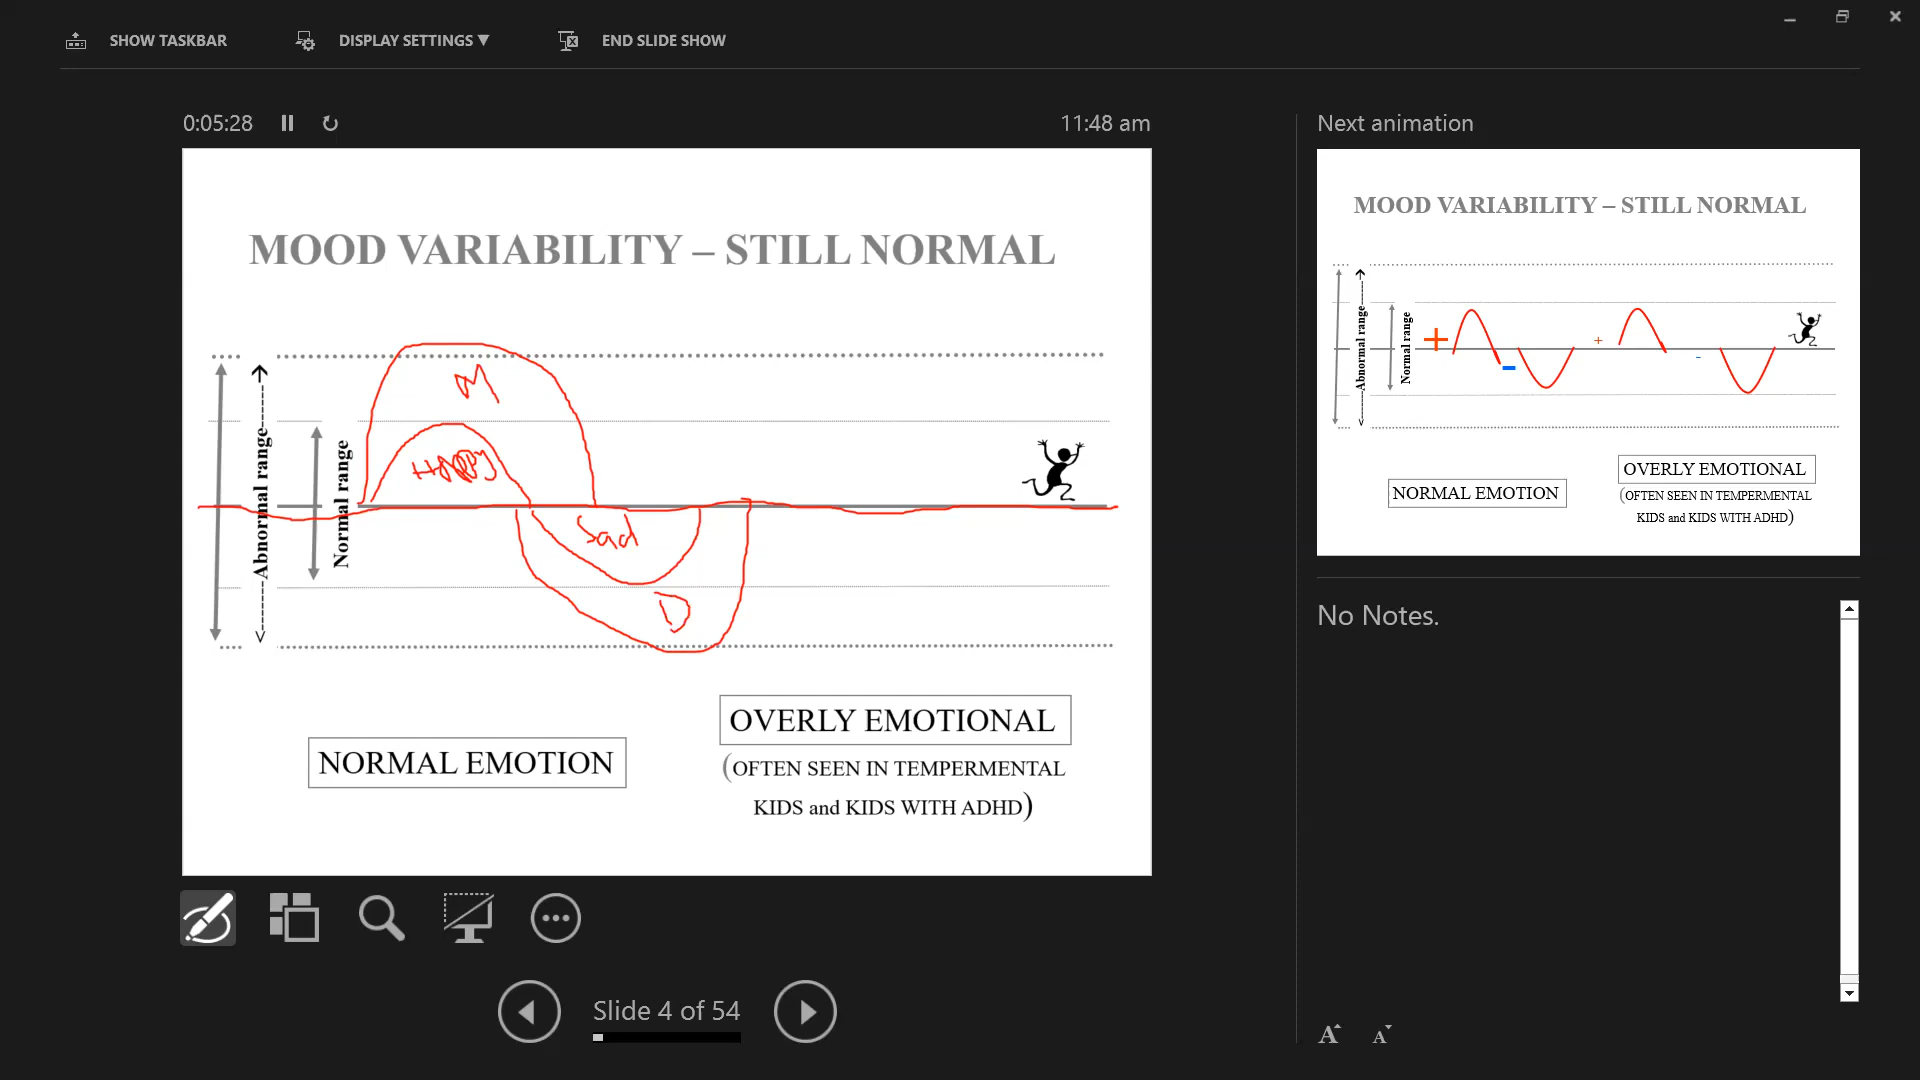 SHOW TASKBAR
DISPLAY SETTINGS ▼
END SLIDE SHOW
0:05:28
11:48 am
MOOD VARIABILITY – STILL NORMAL
Abnormal range
Normal range
M
HAppy
Sad
D
NORMAL EMOTION
OVERLY EMOTIONAL
(OFTEN SEEN IN TEMPERMENTAL
KIDS and KIDS WITH ADHD)
Slide 4 of 54
Next animation
MOOD VARIABILITY – STILL NORMAL
Abnormal range
Normal range
+
-
+
-
NORMAL EMOTION
OVERLY EMOTIONAL
(OFTEN SEEN IN TEMPERMENTAL
KIDS and KIDS WITH ADHD)
No Notes.
A A